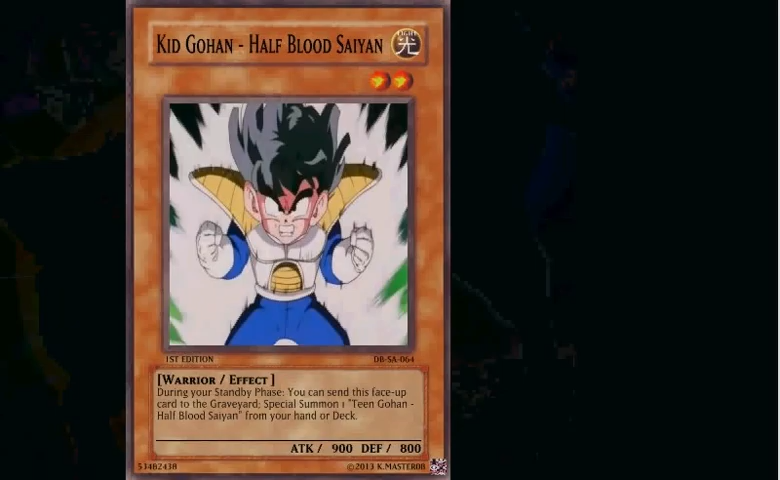 Kid Gohan - Half Blood Saiyan
LIGHT
光
1st Edition
DB-SA-064
[Warrior / Effect]
During your Standby Phase: You can send this face-up
card to the Graveyard; Special Summon 1 "Teen Gohan -
Half Blood Saiyan" from your hand or Deck.
ATK / 900 DEF / 800
53482438
©2013 K.MASTER08